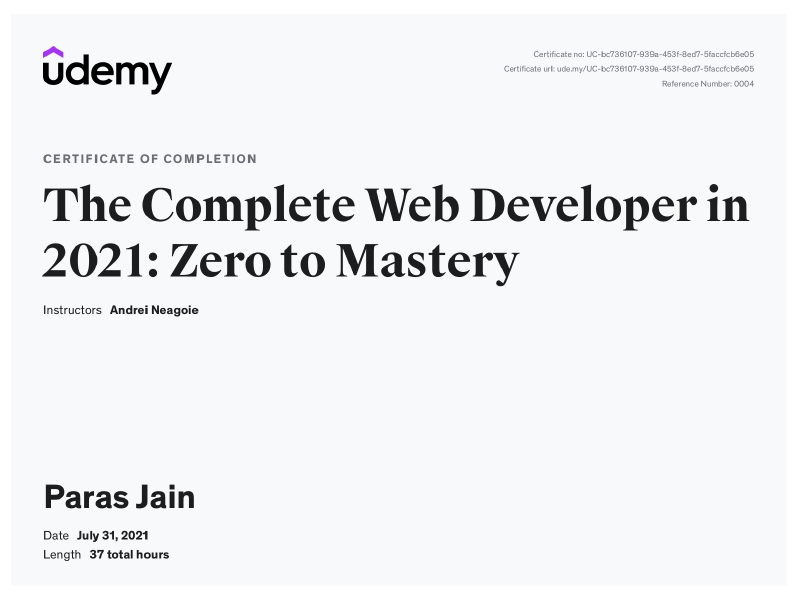 udemy
Certificate no: UC-bc736107-939a-453f-8ed7-5faccfcb6e05
Certificate url: ude.my/UC-bc736107-939a-453f-8ed7-5faccfcb6e05
Reference Number: 0004
CERTIFICATE OF COMPLETION
The Complete Web Developer in
2021: Zero to Mastery
Instructors Andrei Neagoie
Paras Jain
Date July 31, 2021
Length 37 total hours